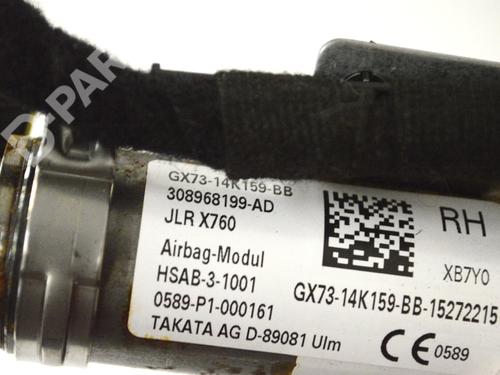 D-PAR
GX73-14K159-BB
308968199-AD
JLR X760
RH
Airbag-Modul
XB7Y0
HSAB-3-1001
GX73-14K159-BB-15272215
0589-P1-000161
TAKATA AG D-89081 Ulm
CE 0589